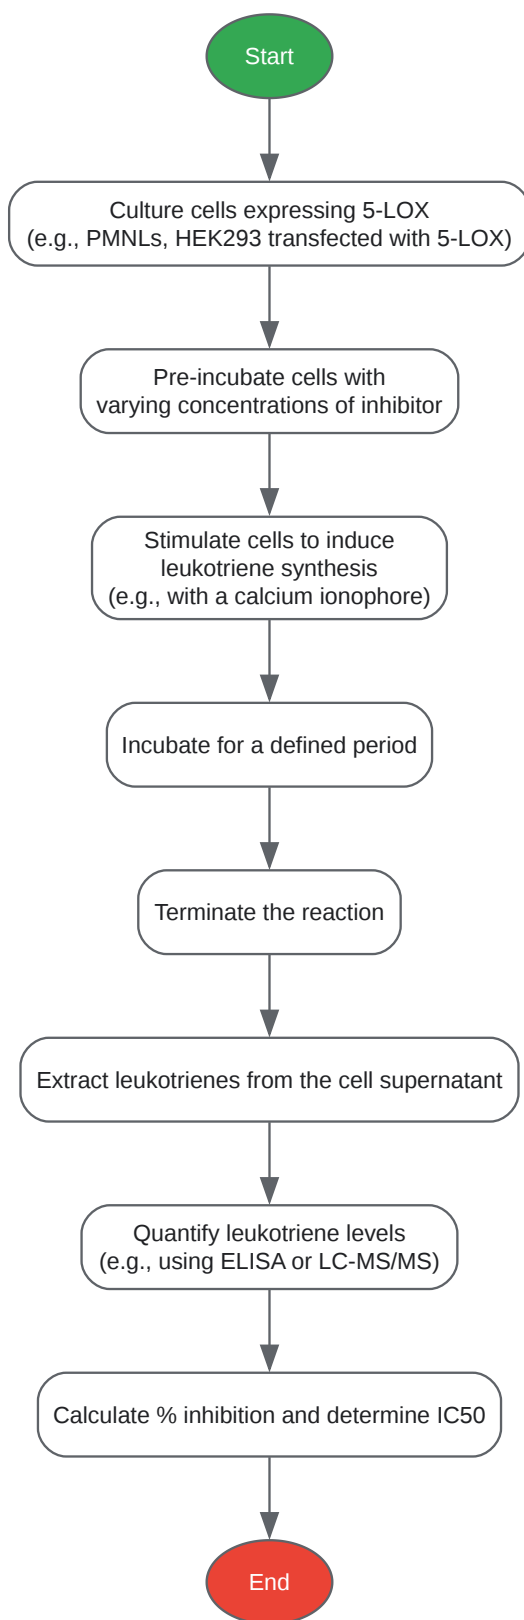 Start
Culture cells expressing 5-LOX
(e.g., PMNLs, HEK293 transfected with 5-LOX)
Pre-incubate cells with
varying concentrations of inhibitor
Stimulate cells to induce
leukotriene synthesis
(e.g., with a calcium ionophore)
Incubate for a defined period
Terminate the reaction
Extract leukotrienes from the cell supernatant
Quantify leukotriene levels
(e.g., using ELISA or LC-MS/MS)
Calculate % inhibition and determine IC50
End